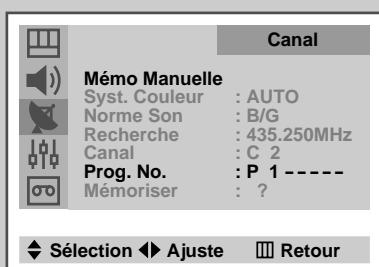 Canal
Mémo Manuelle
Syst. Couleur : AUTO
Norme Son : B/G
Recherche : 435.250MHz
Canal : C 2
Prog. No. : P 1 -----
Mémoriser : ?
Sélection Ajuste Retour